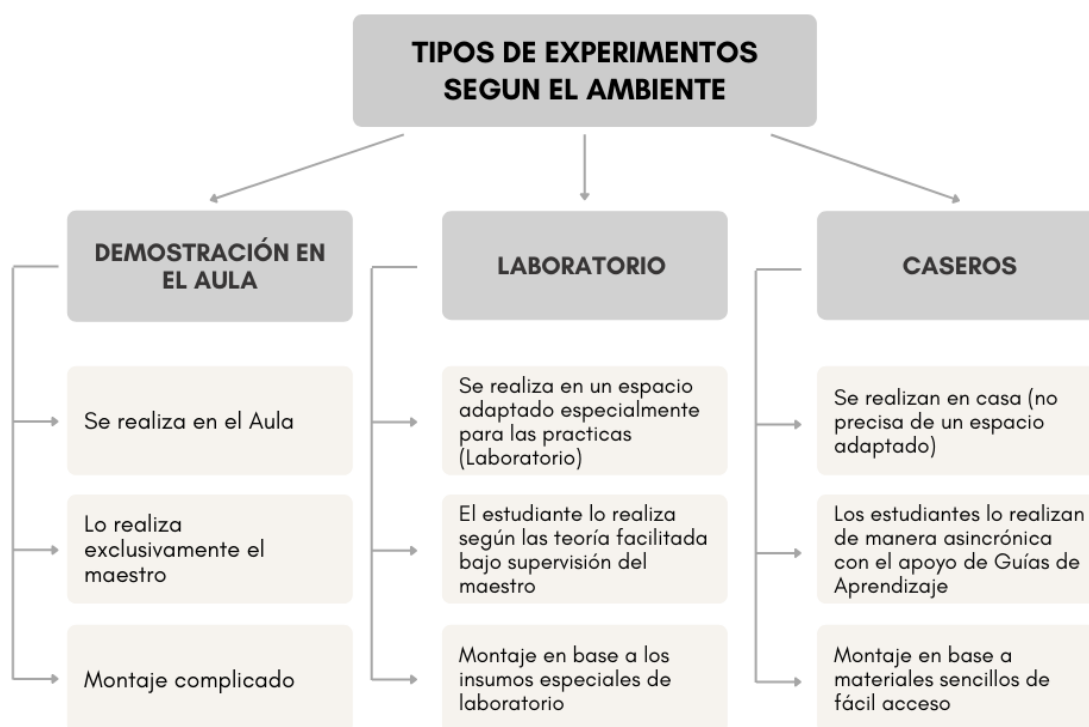 TIPOS DE EXPERIMENTOS
SEGUN EL AMBIENTE
DEMOSTRACIÓN EN
EL AULA
Se realiza en el Aula
Lo realiza
exclusivamente el
maestro
Montaje complicado
LABORATORIO
Se realiza en un espacio
adaptado especialmente
para las practicas
(Laboratorio)
El estudiante lo realiza
según las teoría facilitada
bajo supervisión del
maestro
Montaje en base a los
insumos especiales de
laboratorio
CASEROS
Se realizan en casa (no
precisa de un espacio
adaptado)
Los estudiantes lo realizan
de manera asincrónica
con el apoyo de Guías de
Aprendizaje
Montaje en base a
materiales sencillos de
fácil acceso